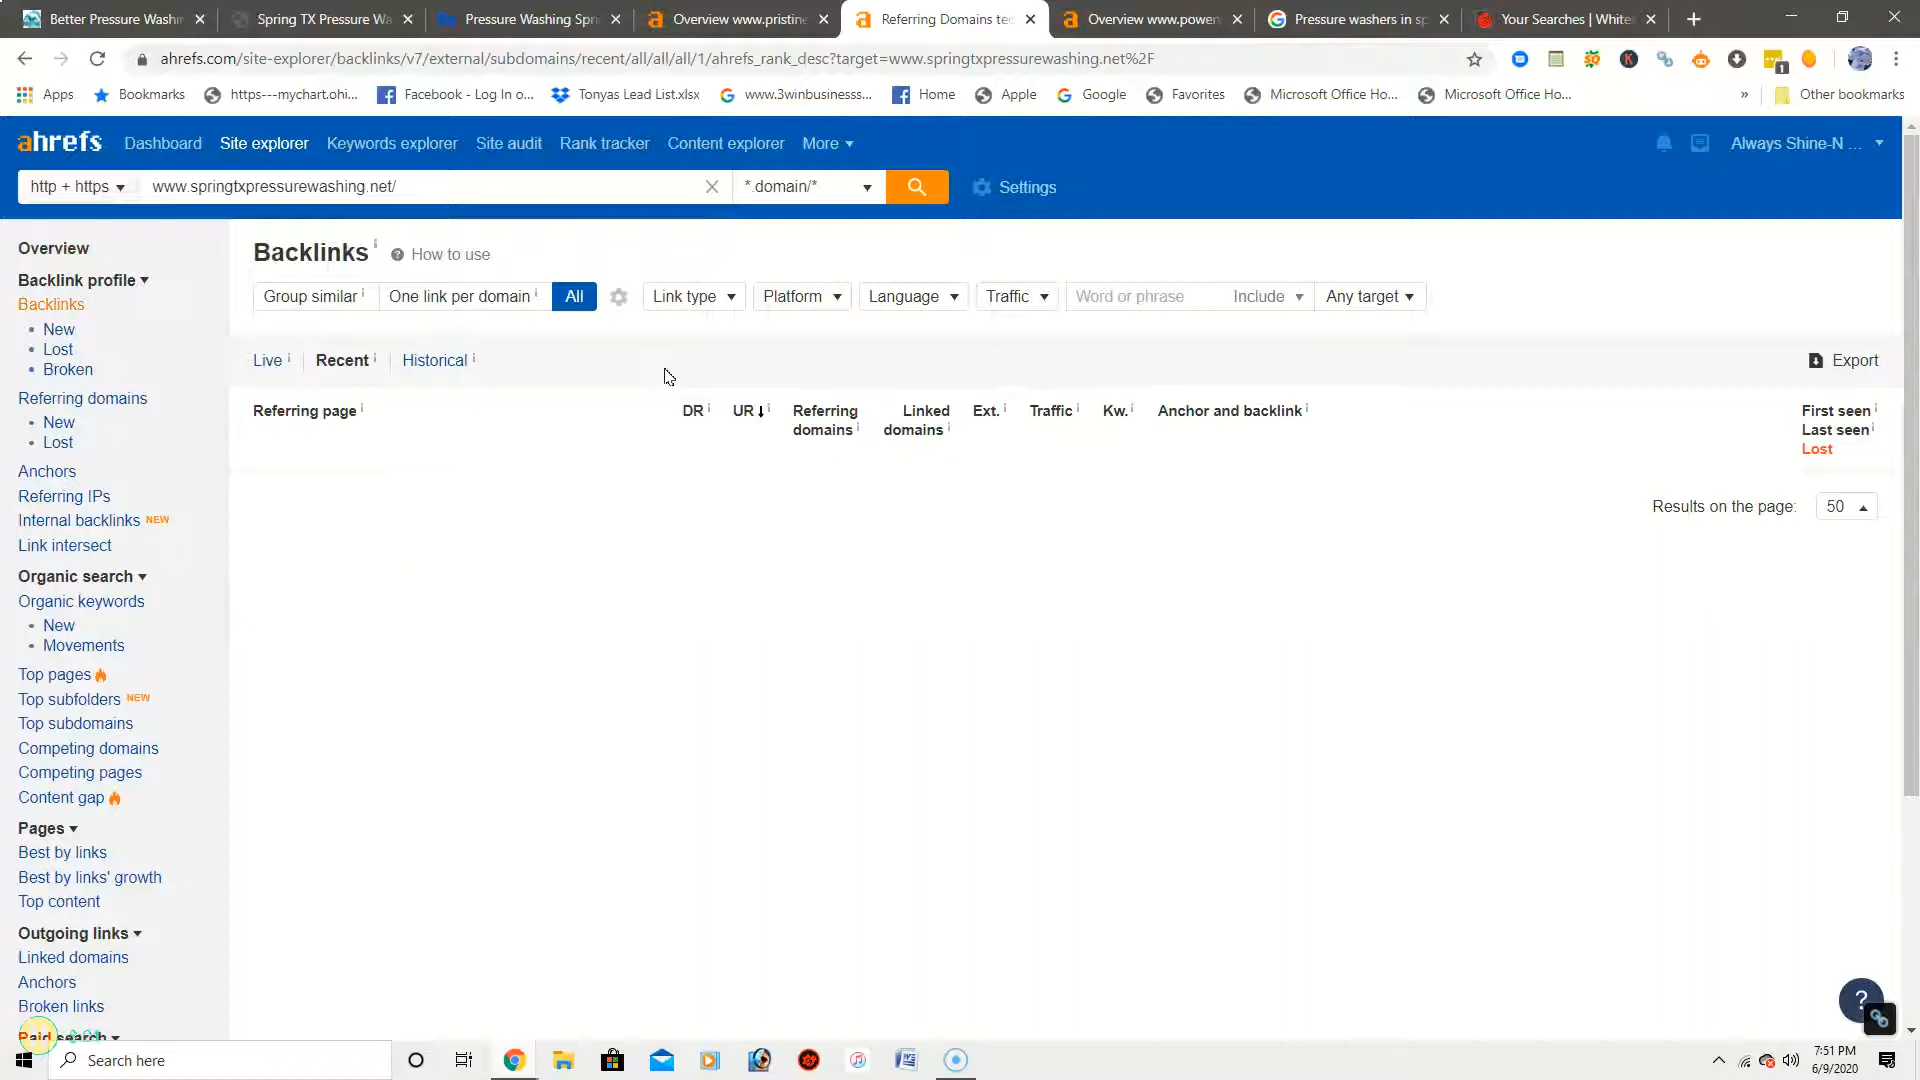 Better Pressure Washi
Spring TX Pressure Wa
Pressure Washing Spri
Overview www.pristine
Referring Domains tec
Overview www.power
Pressure washers in sp
Your Searches | White
ahrefs.com/site-explorer/backlinks/v7/external/subdomains/recent/all/all/all/1/ahrefs_rank_desc?target=www.springtxpressurewashing.net%2F
Apps
Bookmarks
https---mychart.ohi...
Facebook - Log In o...
Tonyas Lead List.xlsx
www.3winbusinesss...
Home
Apple
Google
Favorites
Microsoft Office Ho...
Microsoft Office Ho...
»
Other bookmarks
ahrefs
Dashboard
Site explorer
Keywords explorer
Site audit
Rank tracker
Content explorer
More
Always Shine-N ...
http + https
www.springtxpressurewashing.net/
*.domain/*
Settings
Overview
Backlink profile
Backlinks
New
Lost
Broken
Referring domains
New
Lost
Anchors
Referring IPs
Internal backlinks NEW
Link intersect
Organic search
Organic keywords
New
Movements
Top pages
Top subfolders NEW
Top subdomains
Competing domains
Competing pages
Content gap
Pages
Best by links
Best by links' growth
Top content
Outgoing links
Linked domains
Anchors
Broken links
Paid search
Backlinks
How to use
Group similar
One link per domain
All
Link type
Platform
Language
Traffic
Word or phrase
Include
Any target
Live
Recent
Historical
Export
Referring page
DR
UR
Referring domains
Linked domains
Ext.
Traffic
Kw.
Anchor and backlink
First seen
Last seen
Lost
Results on the page:
50
?
Search here
7:51 PM
6/9/2020